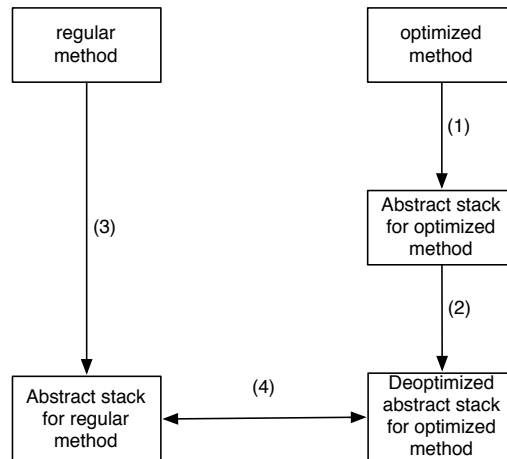 regular
method
optimized
method
(1)
Abstract stack
for optimized
method
(3)
(2)
Abstract stack
for regular
method
(4)
Deoptimized
abstract stack
for optimized
method